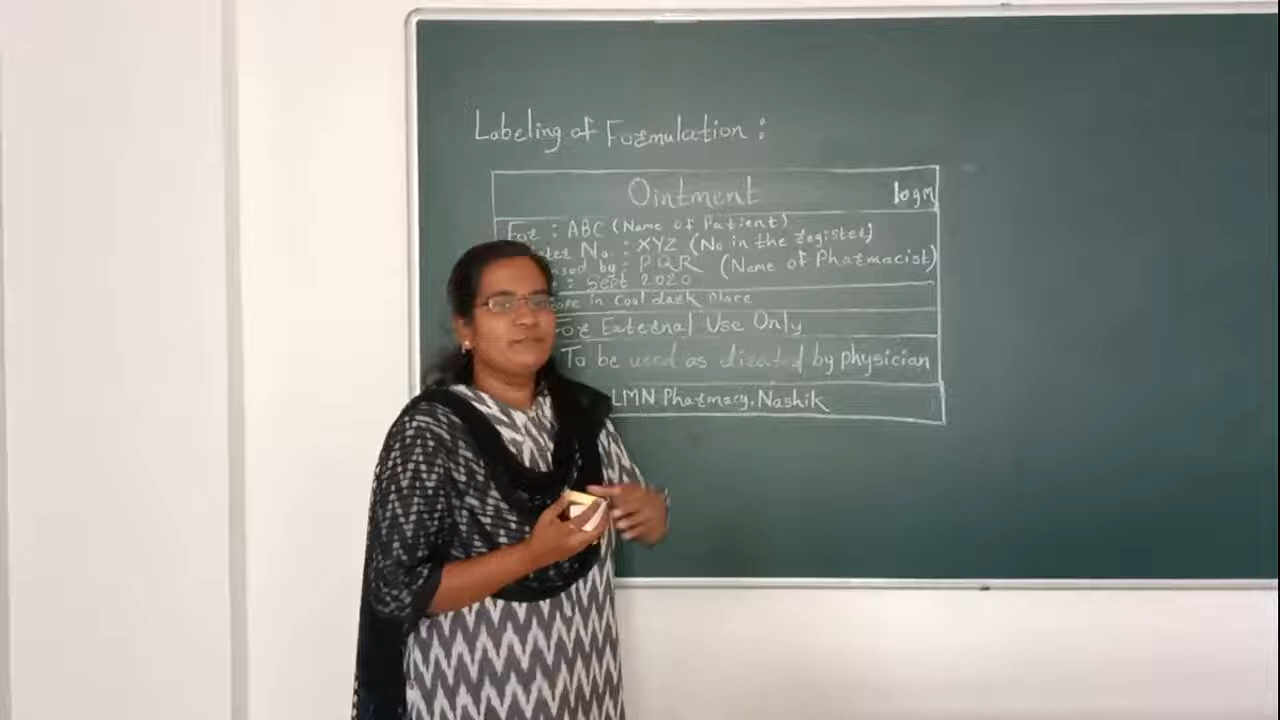 Labeling of Formulation :
Ointment 10gm
For : ABC (Name of Patient)
No. : XYZ (No in the register)
by : PQR (Name of Pharmacist)
: Sept 2020
in cool dark place
For External Use Only
To be used as directed by physician
LMN Pharmacy, Nashik